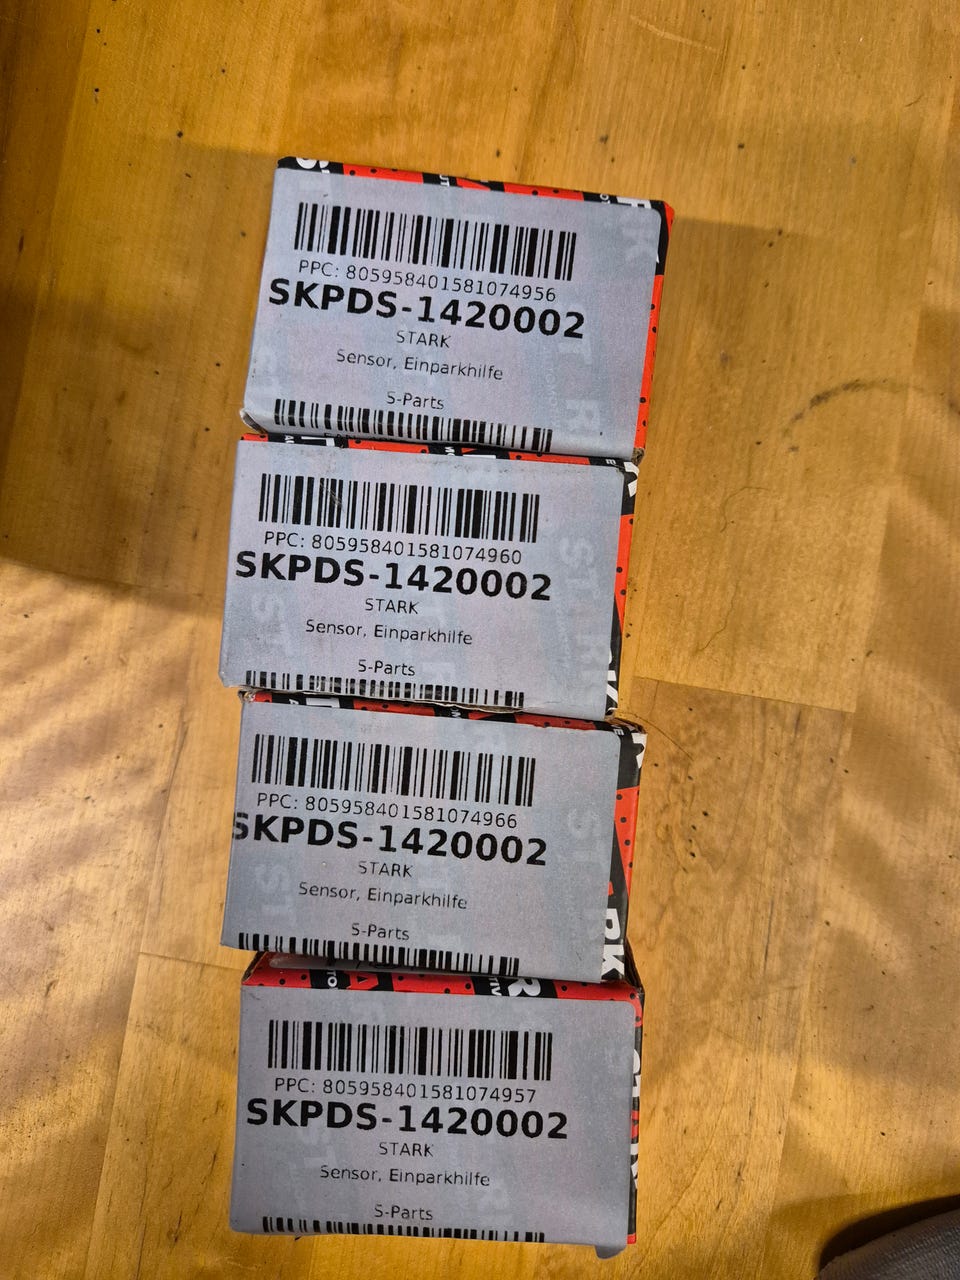 PPC: 805958401581074956
SKPDS-1420002
STARK
Sensor, Einparkhilfe
S-Parts
PPC: 805958401581074960
SKPDS-1420002
STARK
Sensor, Einparkhilfe
S-Parts
PPC: 805958401581074966
SKPDS-1420002
STARK
Sensor, Einparkhilfe
S-Parts
PPC: 805958401581074957
SKPDS-1420002
STARK
Sensor, Einparkhilfe
S-Parts